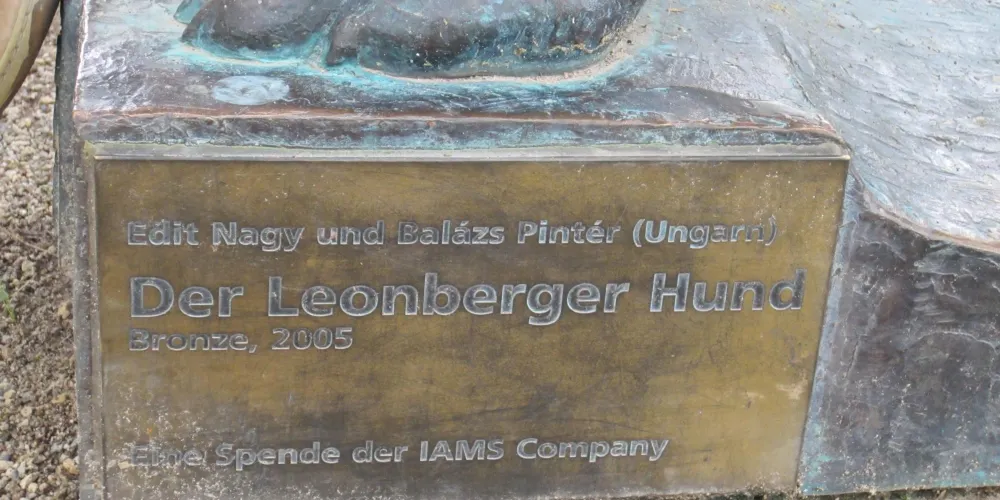 Edit Nagy und Balázs Pintér (Ungarn)
Der Leonberger Hund
Bronze, 2005
Eine Spende der IAMS Company